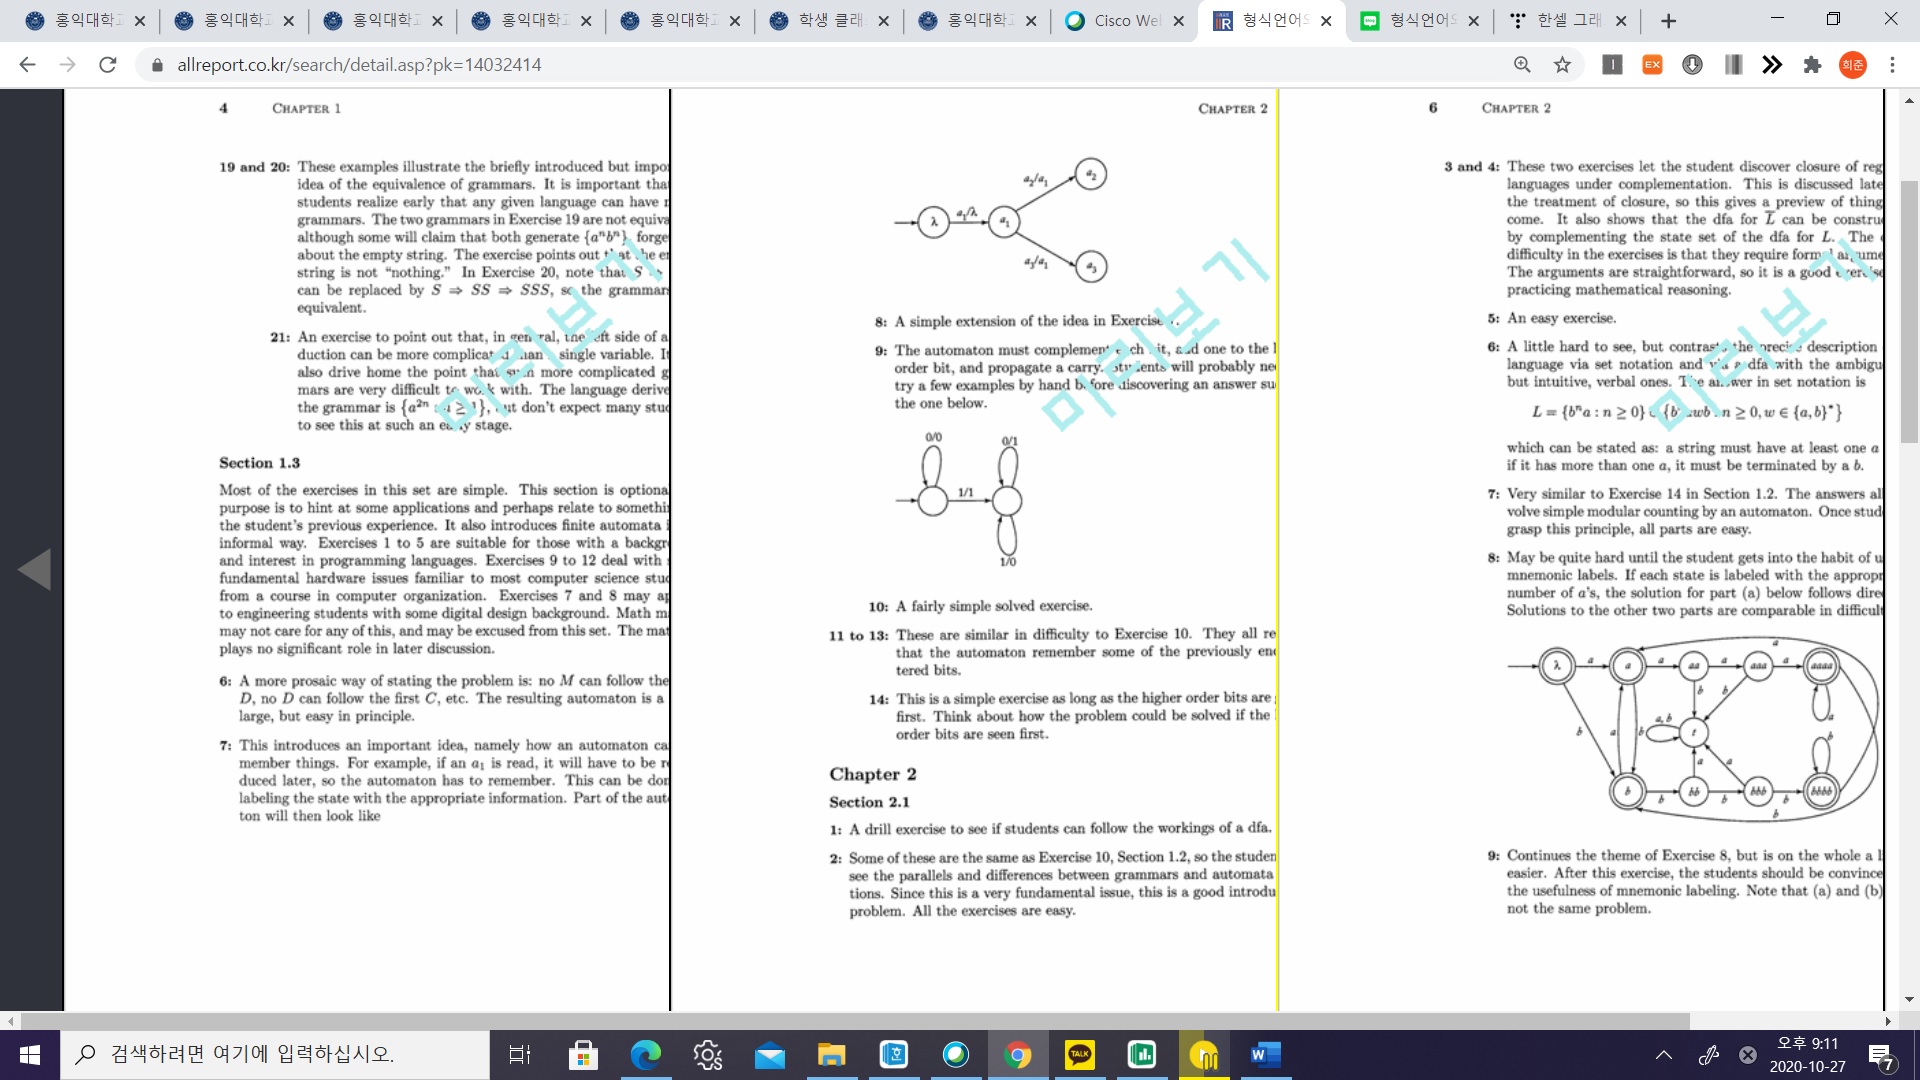 홍익대학교
홍익대학교
홍익대학교
홍익대학교
홍익대학교
학생 클래
홍익대학교
Cisco We
형식언어의
형식언어의
한셀 그래
allreport.co.kr/search/detail.asp?pk=14032414
EX
희준
4 CHAPTER 1
19 and 20: These examples illustrate the briefly introduced but impo
idea of the equivalence of grammars. It is important tha
students realize early that any given language can have
grammars. The two grammars in Exercise 19 are not equiva
although some will claim that both generate {aⁿbⁿ}, forge
about the empty string. The exercise points out that the e
string is not “nothing.” In Exercise 20, note that S ⇒
can be replaced by S ⇒ SS ⇒ SSS, so the grammars
equivalent.
21: An exercise to point out that, in general, the left side of a
duction can be more complicated than a single variable. I
also drive home the point that such more complicated g
mars are very difficult to work with. The language derive
the grammar is {a²ⁿ : n ≥ 1}, but don’t expect many stu
to see this at such an early stage.
Section 1.3
Most of the exercises in this set are simple. This section is optiona
purpose is to hint at some applications and perhaps relate to somethi
the student’s previous experience. It also introduces finite automata
informal way. Exercises 1 to 5 are suitable for those with a backgr
and interest in programming languages. Exercises 9 to 12 deal with
fundamental hardware issues familiar to most computer science stu
from a course in computer organization. Exercises 7 and 8 may a
to engineering students with some digital design background. Math m
may not care for any of this, and may be excused from this set. The mat
plays no significant role in later discussion.
6: A more prosaic way of stating the problem is: no M can follow the
D, no D can follow the first C, etc. The resulting automaton is a
large, but easy in principle.
7: This introduces an important idea, namely how an automaton ca
member things. For example, if an a₁ is read, it will have to be r
duced later, so the automaton has to remember. This can be don
labeling the state with the appropriate information. Part of the aut
ton will then look like
미리보기
CHAPTER 2
a₂/a₁ a₂
λ a₁/λ a₁
a₃/a₁ a₃
8: A simple extension of the idea in Exercise 7.
9: The automaton must complement each bit, add one to the l
order bit, and propagate a carry. Students will probably ne
try a few examples by hand before discovering an answer su
the one below.
0/0 0/1
1/1
1/0
10: A fairly simple solved exercise.
11 to 13: These are similar in difficulty to Exercise 10. They all re
that the automaton remember some of the previously en
tered bits.
14: This is a simple exercise as long as the higher order bits are
first. Think about how the problem could be solved if the
order bits are seen first.
Chapter 2
Section 2.1
1: A drill exercise to see if students can follow the workings of a dfa.
2: Some of these are the same as Exercise 10, Section 1.2, so the studen
see the parallels and differences between grammars and automata
tions. Since this is a very fundamental issue, this is a good introdu
problem. All the exercises are easy.
미리보기
6 CHAPTER 2
3 and 4: These two exercises let the student discover closure of reg
languages under complementation. This is discussed late
the treatment of closure, so this gives a preview of thing
come. It also shows that the dfa for L̅ can be constru
by complementing the state set of the dfa for L. The
difficulty in the exercises is that they require formal argume
The arguments are straightforward, so it is a good exercise
practicing mathematical reasoning.
5: An easy exercise.
6: A little hard to see, but contrasts the precise description
language via set notation and via a dfa with the ambigu
but intuitive, verbal ones. The answer in set notation is
L = {bⁿa : n ≥ 0} ∪ {bⁿawb : n ≥ 0, w ∈ {a, b}*}
which can be stated as: a string must have at least one a
if it has more than one a, it must be terminated by a b.
7: Very similar to Exercise 14 in Section 1.2. The answers al
volve simple modular counting by an automaton. Once stud
grasp this principle, all parts are easy.
8: May be quite hard until the student gets into the habit of u
mnemonic labels. If each state is labeled with the appropr
number of a’s, the solution for part (a) below follows dire
Solutions to the other two parts are comparable in difficult
a
λ a a a aa a aaa a aaaa
b b a
b a b a, b t b
a a
b b bb b bbb b bbbb
b
9: Continues the theme of Exercise 8, but is on the whole a l
easier. After this exercise, the students should be convince
the usefulness of mnemonic labeling. Note that (a) and (b)
not the same problem.
미리보기
검색하려면 여기에 입력하십시오.
TALK
오후 9:11
2020-10-27
7